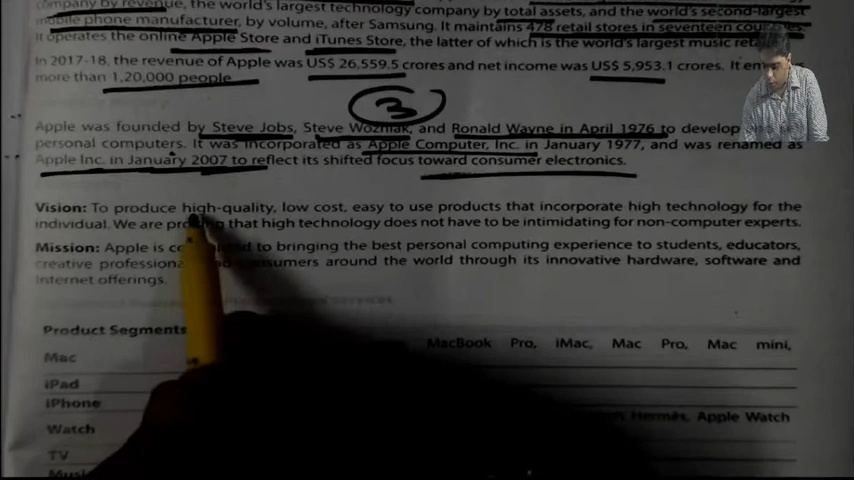 company by revenue, the world's largest technology company by total assets, and the world's second-largest
mobile phone manufacturer, by volume, after Samsung. It maintains 478 retail stores in seventeen countries.
It operates the online Apple Store and iTunes Store, the latter of which is the world's largest music
In 2017-18, the revenue of Apple was US$ 26,559.5 crores and net income was US$ 5,953.1 crores. It
more than 1,20,000 people
3
Apple was founded by Steve Jobs, Steve Wozniak, and Ronald Wayne in April 1976 to develop
personal computers. It was incorporated as Apple Computer, Inc. in January 1977, and was renamed as
Apple Inc. in January 2007 to reflect its shifted focus toward consumer electronics.
Vision: To produce high-quality, low cost, easy to use products that incorporate high technology for the
individual. We are that high technology does not have to be intimidating for non-computer experts.
Mission: Apple is to bringing the best personal computing experience to students, educators,
creative consumers around the world through its innovative hardware, software and
Internet offerings.
Product Segments
Mac MacBook Pro, iMac, Mac Pro, Mac mini,
iPad
iPhone
Watch Hermès, Apple Watch
TV